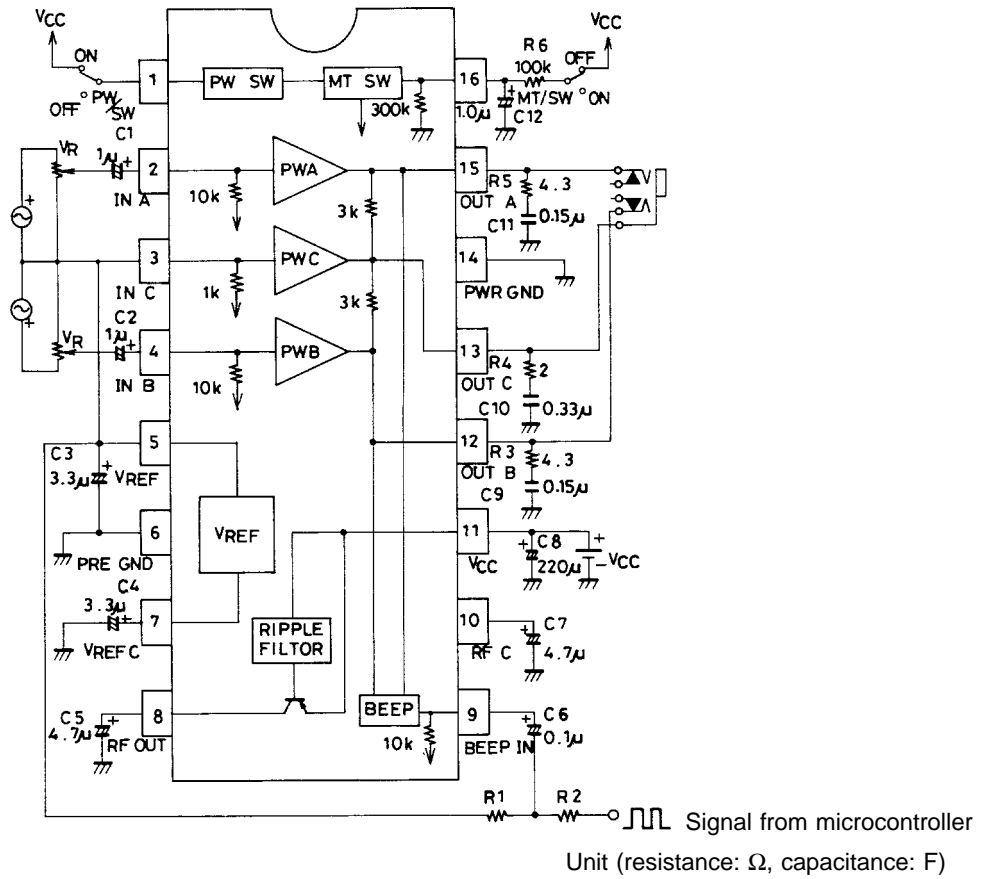 VCC
ON
OFF
PW/SW
1
PW SW
MT SW
300k
16
1.0µ
C12
R6
100k
OFF
VCC
MT/SW
ON
C1
1µ
VR
2
IN A
10k
PWA
3k
15
OUT A
R5
4.3
C11
0.15µ
3
IN C
1k
PWC
3k
14
PWR GND
C2
1µ
VR
4
IN B
10k
PWB
13
OUT C
R4
2
C10
0.33µ
C3
3.3µ
5
VREF
VREF
12
OUT B
R3
4.3
C9
0.15µ
6
PRE GND
11
VCC
C8
220µ
VCC
C4
3.3µ
7
VREF C
RIPPLE
FILTOR
10
RF C
C7
4.7µ
C5
4.7µ
8
RF OUT
BEEP
10k
9
BEEP IN
C6
0.1µ
R1
R2
Signal from microcontroller
Unit (resistance: Ω, capacitance: F)